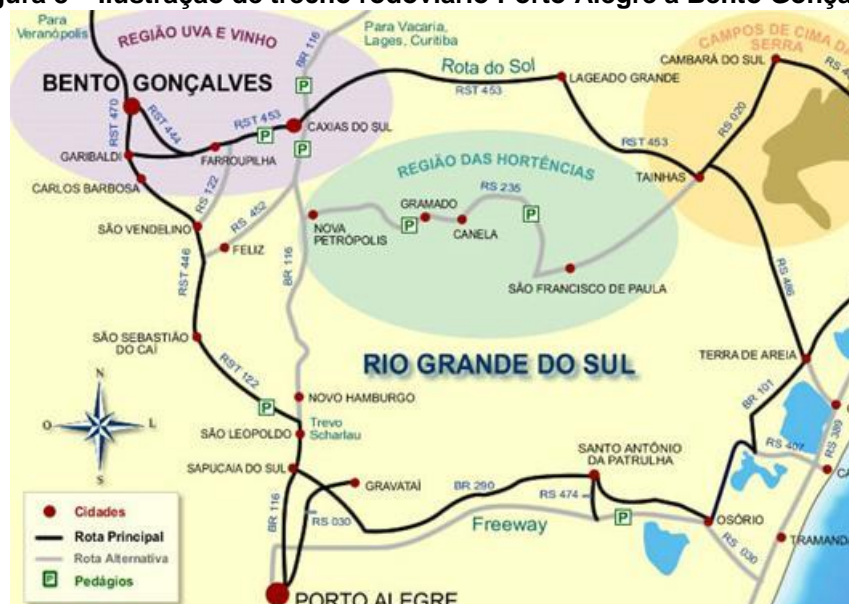 Ilustração do trecho rodoviário Porto Alegre a Bento
Para
Veranópolis
REGIÃO UVA E VINHO
BR 116
Para Vacaria,
Lages, Curitiba
CAMPOS DE CIMA DA
SERRA
CAMBARÁ DO SUL
BENTO GONÇALVES
P
Rota do Sol
RST 453
LAGEADO GRANDE
RS 020
RST 470
RST 444
RST 453
P
CAXIAS DO SUL
RST 453
GARIBALDI
FARROUPILHA
P
REGIÃO DAS HORTÊNCIAS
TAINHAS
CARLOS BARBOSA
RS 122
RS 235
GRAMADO
P
P
CANELA
NOVA
PETRÓPOLIS
SÃO VENDELINO
RS 452
FELIZ
BR 116
RST 446
SÃO FRANCISCO DE PAULA
RS 486
SÃO SEBASTIÃO
DO CAÍ
RIO GRANDE DO SUL
TERRA DE AREIA
RST 122
P
NOVO HAMBURGO
BR 101
N
O
L
S
SÃO LEOPOLDO
Trevo
Scharlau
RS 389
RS 407
SANTO ANTÔNIO
DA PATRULHA
SAPUCAIA DO SUL
GRAVATAÍ
BR 290
RS 474
BR 116
RS 030
Freeway
P
OSÓRIO
RS 030
Cidades
Rota Principal
Rota Alternativa
P
Pedágios
PORTO ALEGRE